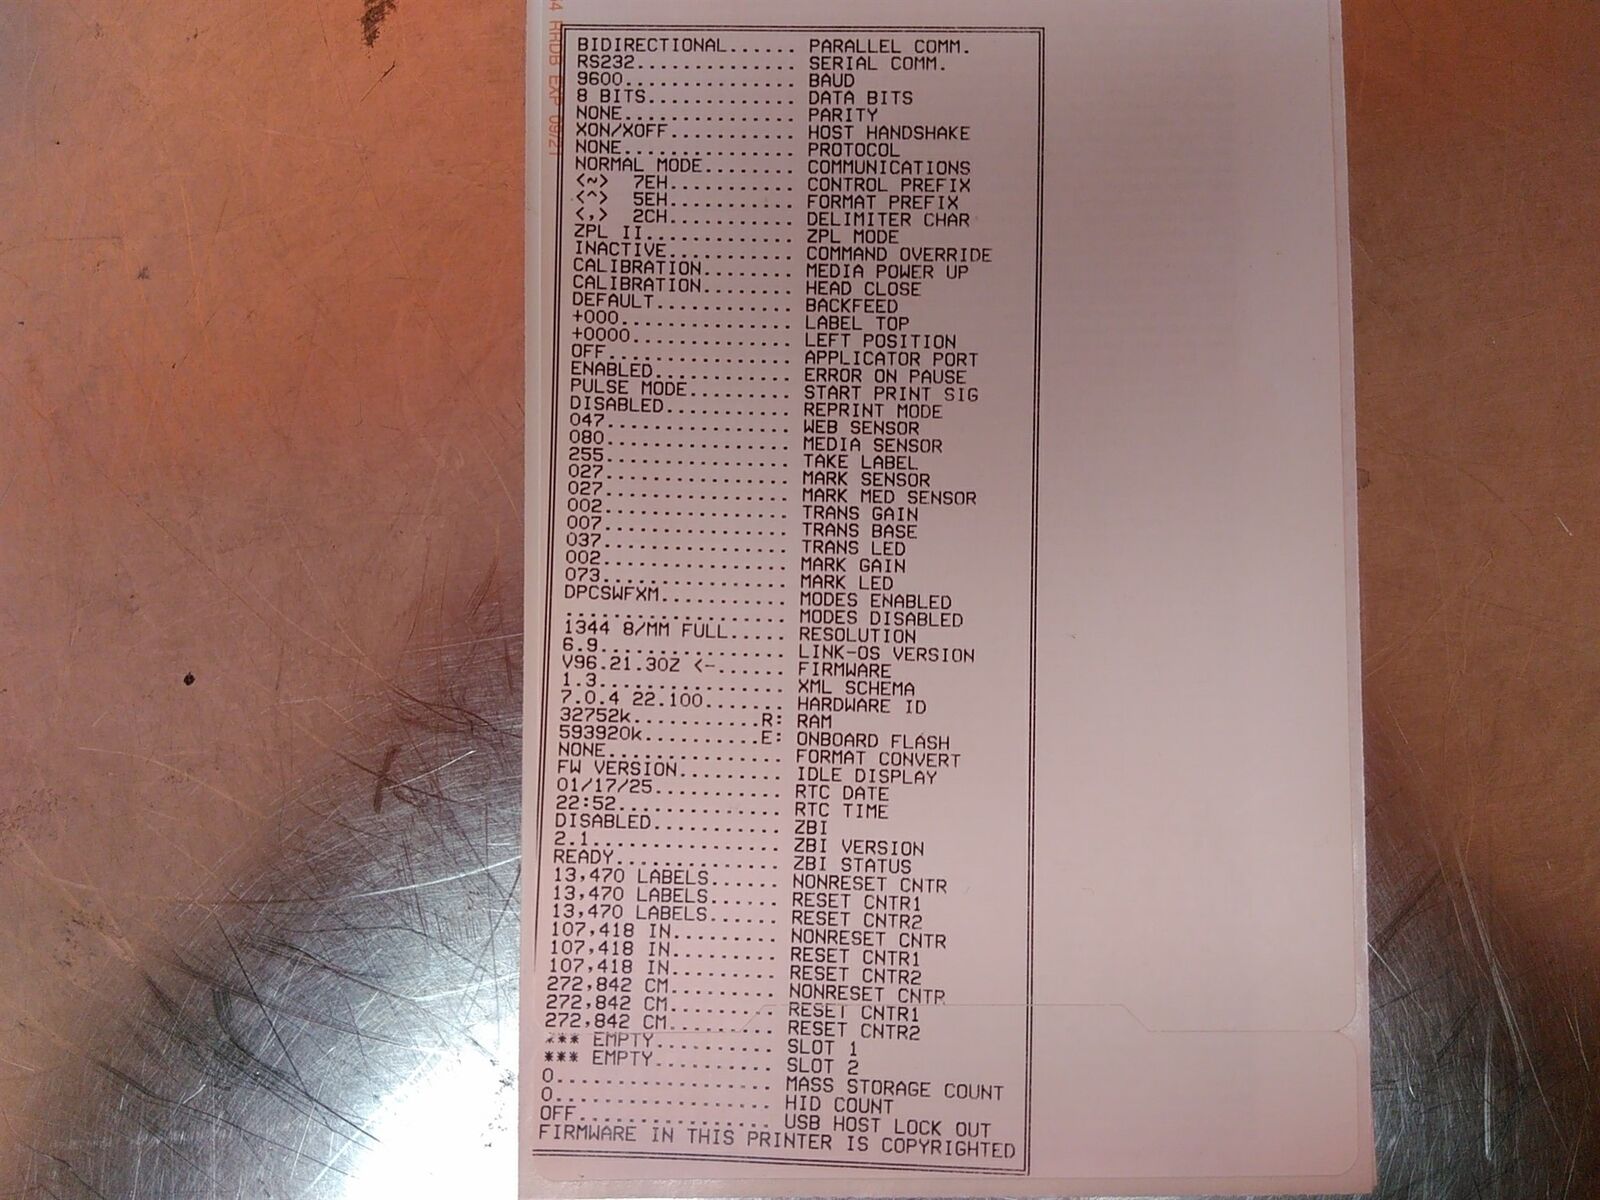 RRDB EXP 09/21
BIDIRECTIONAL...... PARALLEL COMM.
RS232.............. SERIAL COMM.
9600............... BAUD
8 BITS............. DATA BITS
NONE............... PARITY
XON/XOFF........... HOST HANDSHAKE
NONE............... PROTOCOL
NORMAL MODE........ COMMUNICATIONS
<~> 7EH........... CONTROL PREFIX
<^> 5EH........... FORMAT PREFIX
<,> 2CH........... DELIMITER CHAR
ZPL II............. ZPL MODE
INACTIVE........... COMMAND OVERRIDE
CALIBRATION........ MEDIA POWER UP
CALIBRATION........ HEAD CLOSE
DEFAULT............ BACKFEED
+000............... LABEL TOP
+0000.............. LEFT POSITION
OFF................ APPLICATOR PORT
ENABLED............ ERROR ON PAUSE
PULSE MODE......... START PRINT SIG
DISABLED........... REPRINT MODE
047................ WEB SENSOR
080................ MEDIA SENSOR
255................ TAKE LABEL
027................ MARK SENSOR
027................ MARK MED SENSOR
002................ TRANS GAIN
007................ TRANS BASE
037................ TRANS LED
002................ MARK GAIN
073................ MARK LED
DPCSWFXM........... MODES ENABLED
................... MODES DISABLED
1344 8/MM FULL..... RESOLUTION
6.9................ LINK-OS VERSION
V96.21.30Z <-...... FIRMWARE
1.3................ XML SCHEMA
7.0.4 22.100....... HARDWARE ID
32752k...........R: RAM
593920k..........E: ONBOARD FLASH
NONE............... FORMAT CONVERT
FW VERSION......... IDLE DISPLAY
01/17/25........... RTC DATE
22:52.............. RTC TIME
DISABLED........... ZBI
2.1................ ZBI VERSION
READY.............. ZBI STATUS
13,470 LABELS...... NONRESET CNTR
13,470 LABELS...... RESET CNTR1
13,470 LABELS...... RESET CNTR2
107,418 IN......... NONRESET CNTR
107,418 IN......... RESET CNTR1
107,418 IN......... RESET CNTR2
272,842 CM......... NONRESET CNTR
272,842 CM......... RESET CNTR1
272,842 CM......... RESET CNTR2
*** EMPTY.......... SLOT 1
*** EMPTY.......... SLOT 2
0.................. MASS STORAGE COUNT
0.................. HID COUNT
OFF................ USB HOST LOCK OUT
FIRMWARE IN THIS PRINTER IS COPYRIGHTED